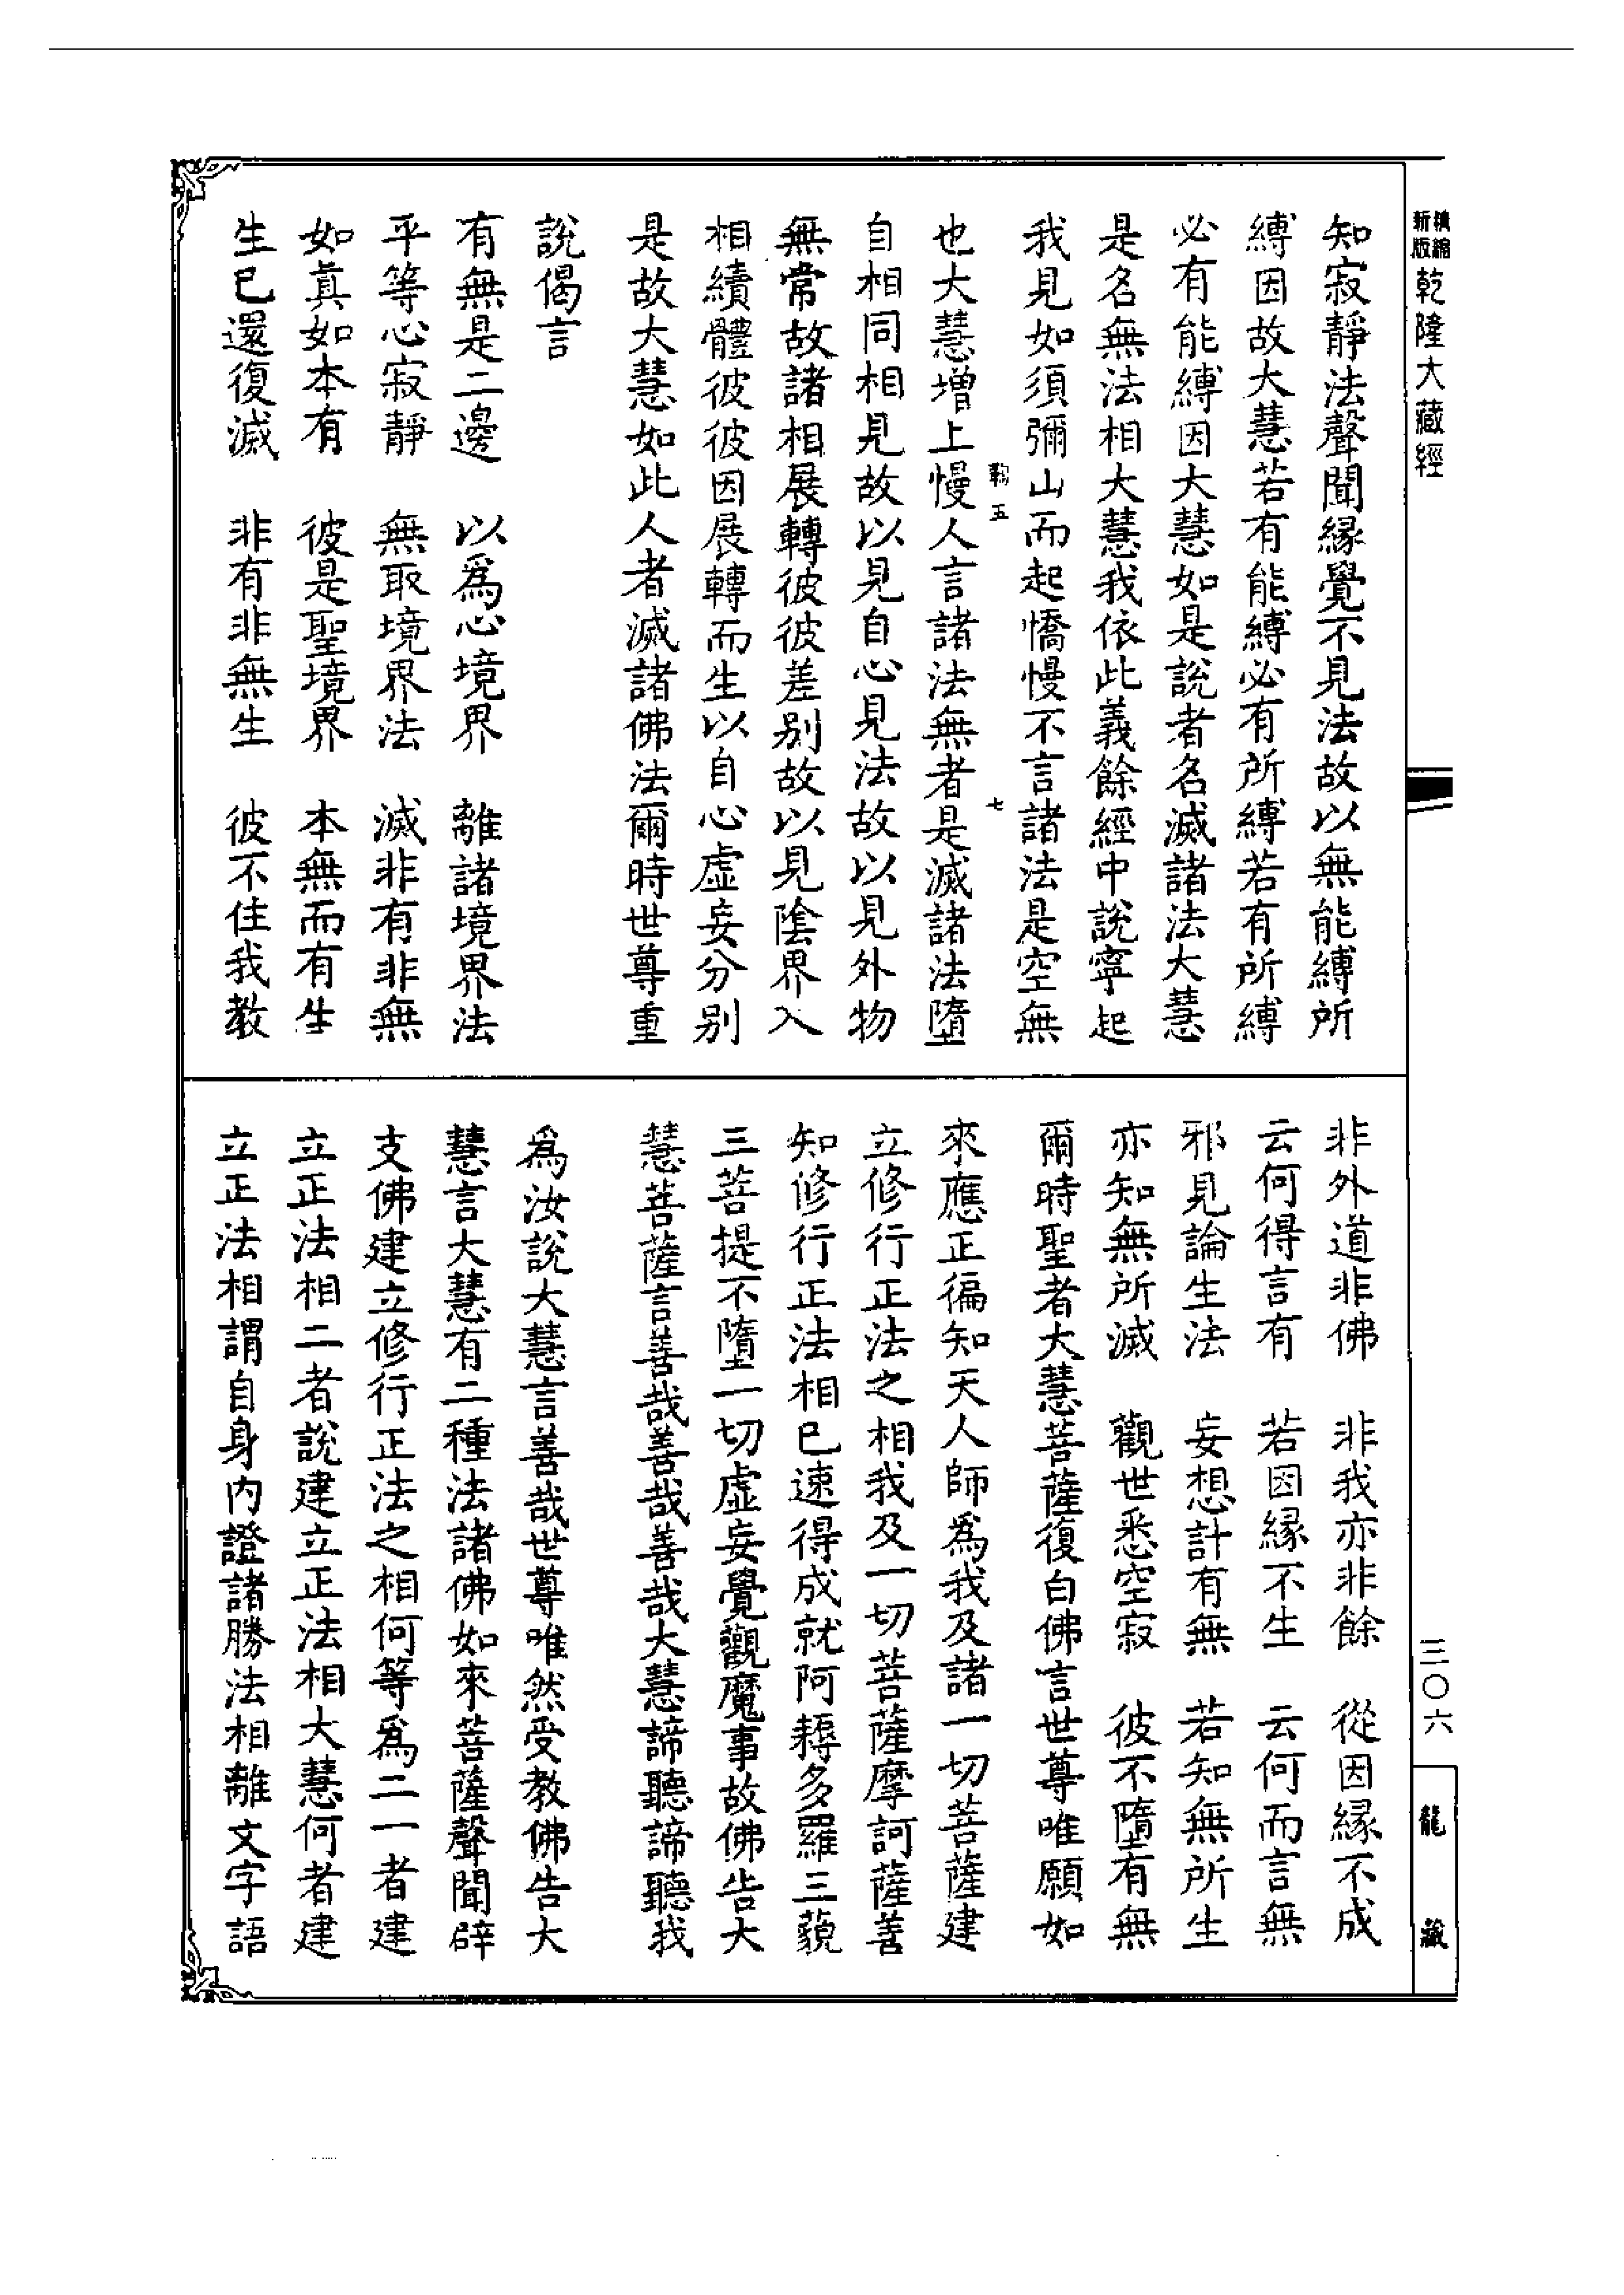 精縮新版 乾隆大藏經
知寂靜法聲聞緣覺不見法故以無能縛所
縛因故大慧若有能縛必有所縛若有所縛
必有能縛因大慧如是說者名滅諸法大慧
是名無法相大慧我依此義餘經中說寧起
我見如須彌山而起憍慢不言諸法是空無
五
七
也大慧增上慢人言諸法無者是滅諸法墮
自相同相見故以見自心見法故以見外物
無常故諸相展轉彼彼差别故以見陰界入
相續體彼彼因展轉而生以自心虛妄分别
是故大慧如此人者滅諸佛法爾時世尊重
說偈言
有無是二邊　以爲心境界　離諸境界法
平等心寂靜　無取境界法　滅非有非無
如眞如本有　彼是聖境界　本無而有生
生已還復滅　非有非無生　彼不住我教
非外道非佛　非我亦非餘　從因緣不成
云何得言有　若因緣不生　云何而言無
邪見論生法　妄想計有無　若知無所生
亦知無所滅　觀世悉空寂　彼不墮有無
爾時聖者大慧菩薩復白佛言世尊唯願如
來應正徧知天人師爲我及諸一切菩薩建
立修行正法之相我及一切菩薩摩訶薩善
知修行正法相已速得成就阿耨多羅三藐
三菩提不墮一切虛妄覺觀魔事故佛告大
慧菩薩言善哉善哉善哉大慧諦聽諦聽我
爲汝說大慧言善哉世尊唯然受教佛告大
慧言大慧有二種法諸佛如來菩薩聲聞辟
支佛建立修行正法之相何等爲二一者建
立正法相二者說建立正法相大慧何者建
立正法相謂自身内證諸勝法相離文字語
三〇六
龍藏